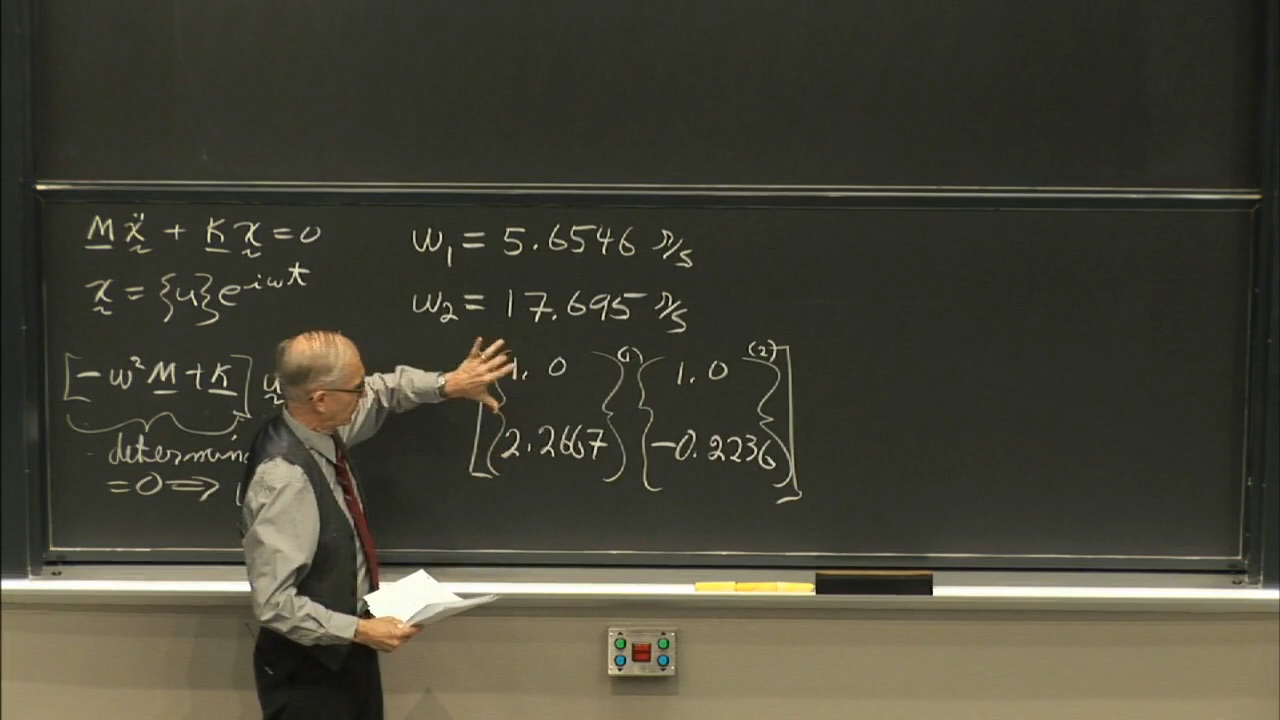 M ẍ + K x = 0
x = {u} e^{-iωt}
[-ω² M + K] u
determin
= 0 ⟹
ω₁ = 5.6546 r/s
ω₂ = 17.695 r/s
[{1.0 }⁽¹⁾ {1.0 }⁽²⁾]
2.2667 -0.2236